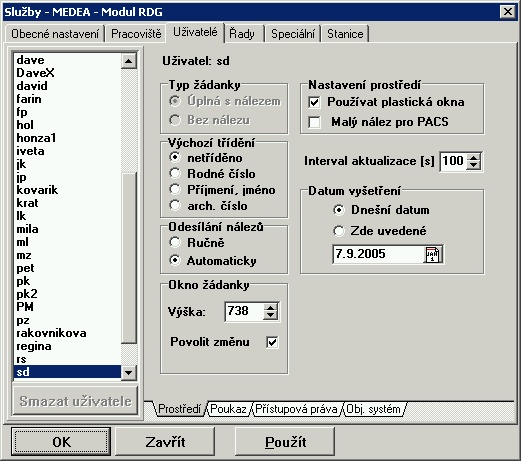 Služby - MEDEA - Modul RDG
Obecné nastavení Pracoviště Uživatelé Řady Speciální Stanice
dave
DaveX
david
farin
fp
hol
honza1
iveta
jk
jp
kovarik
krat
lk
mila
ml
mz
pet
pk
pk2
PM
pz
rakovnikova
regina
rs
sd
Smazat uživatele
Uživatel: sd
Typ žádanky
Úplná s nálezem
Bez nálezu
Výchozí třídění
netříděno
Rodné číslo
Příjmení, jméno
arch. číslo
Odesílání nálezů
Ručně
Automaticky
Okno žádanky
Výška: 738
Povolit změnu
Nastavení prostředí
Používat plastická okna
Malý nález pro PACS
Interval aktualizace [s] 100
Datum vyšetření
Dnešní datum
Zde uvedené
7.9.2005
Prostředí Poukaz Přístupová práva Obj. systém
OK Zavřít Použít